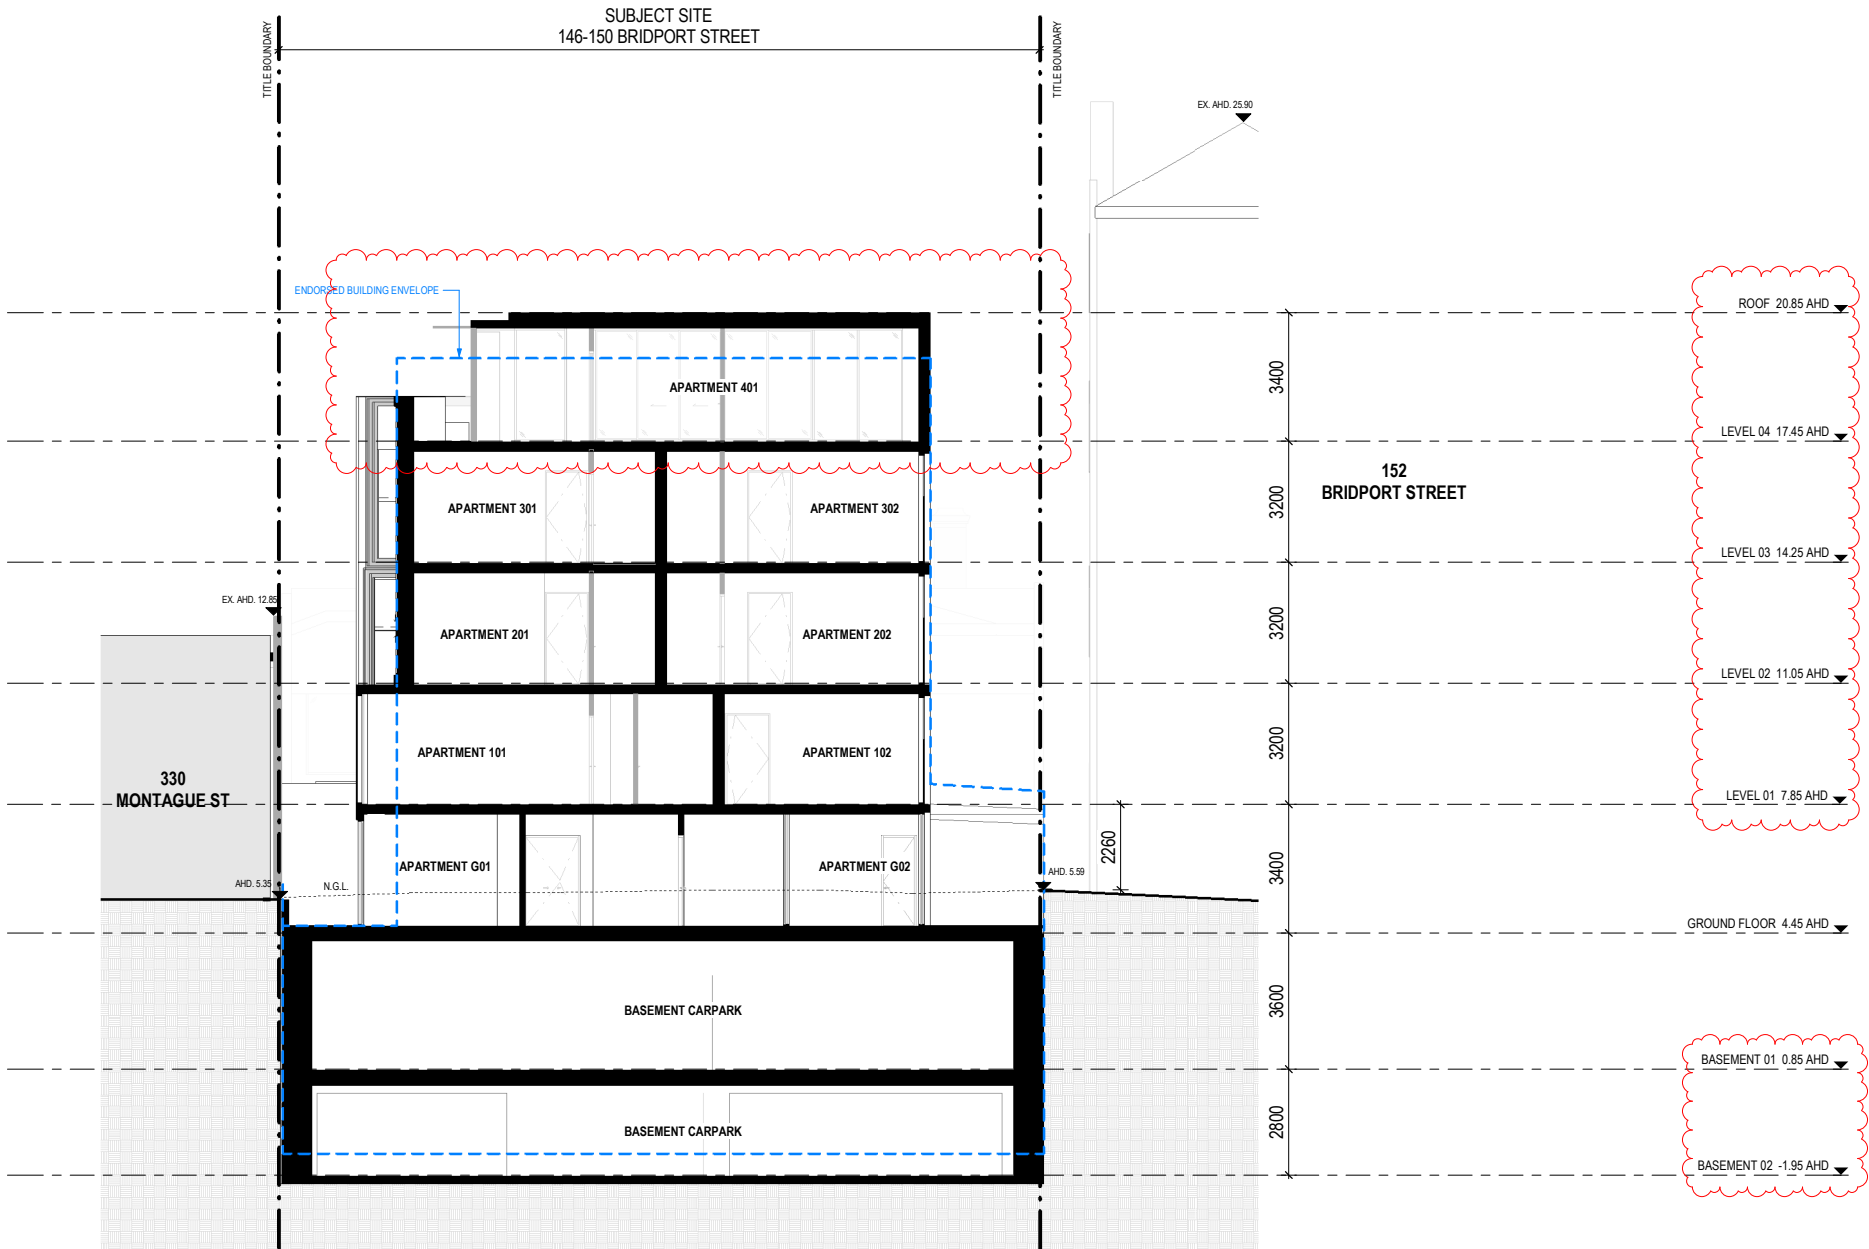 SUBJECT SITE
146-150 BRIDPORT STREET
TITLE BOUNDARY
TITLE BOUNDARY
EX. AHD. 25.90
ENDORSED BUILDING ENVELOPE
ROOF 20.85 AHD
3400
APARTMENT 401
LEVEL 04 17.45 AHD
152
BRIDPORT STREET
3200
APARTMENT 301
APARTMENT 302
LEVEL 03 14.25 AHD
EX. AHD. 12.85
3200
APARTMENT 201
APARTMENT 202
LEVEL 02 11.05 AHD
3200
APARTMENT 101
APARTMENT 102
330
MONTAGUE ST
LEVEL 01 7.85 AHD
2260
3400
APARTMENT G01
APARTMENT G02
AHD. 5.35
N.G.L.
AHD. 5.59
GROUND FLOOR 4.45 AHD
3600
BASEMENT CARPARK
BASEMENT 01 0.85 AHD
2800
BASEMENT CARPARK
BASEMENT 02 -1.95 AHD